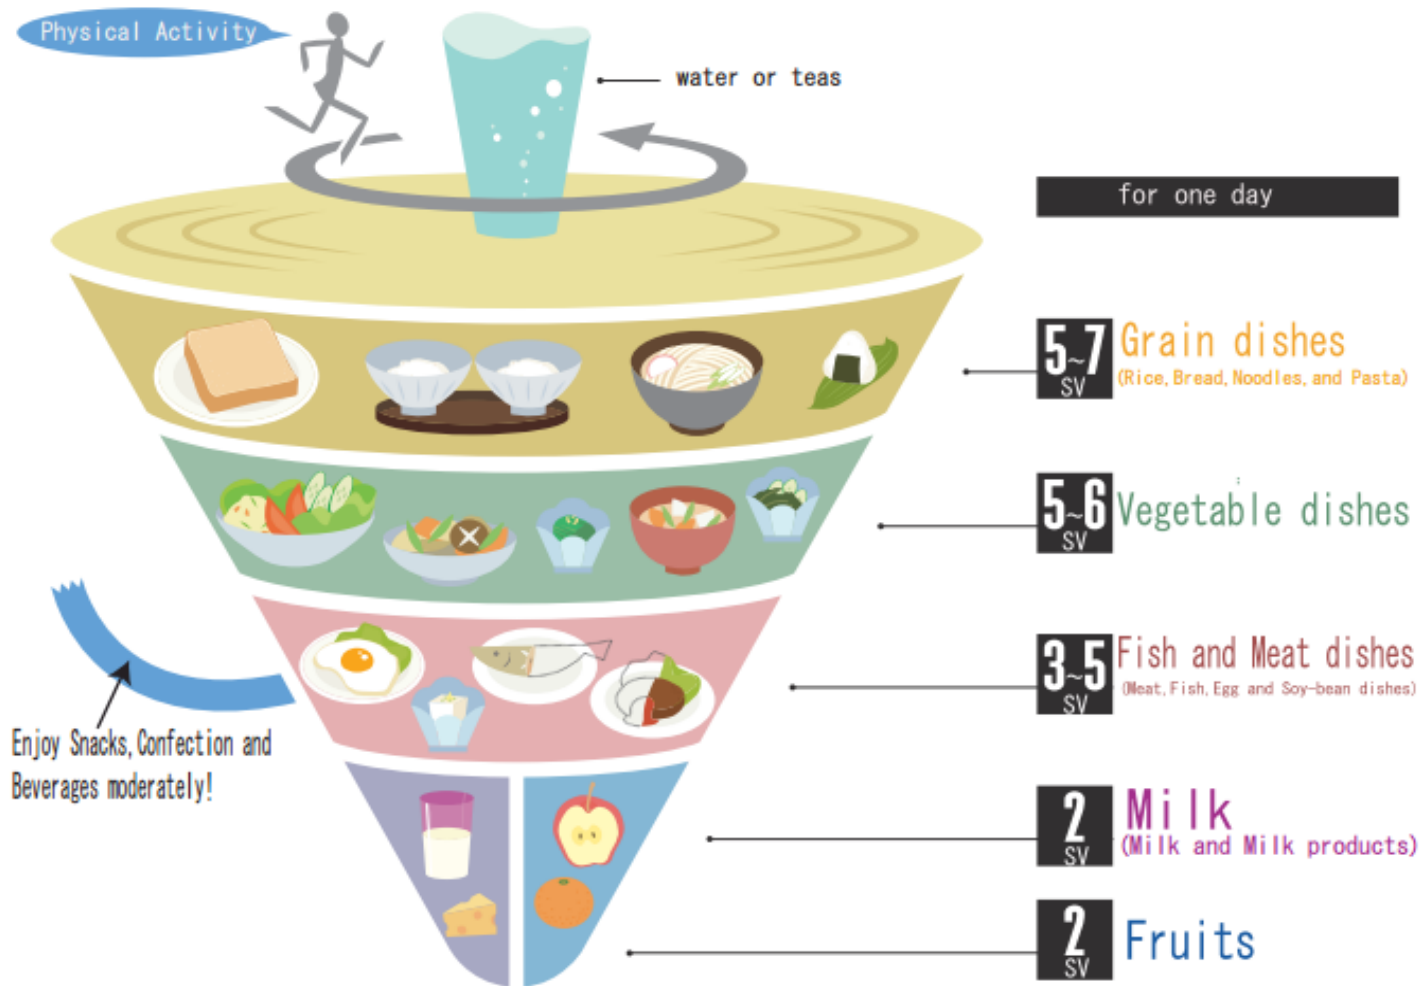 Physical Activity
water or teas
for one day
5~7
SV
Grain dishes
(Rice, Bread, Noodles, and Pasta)
5~6
SV
Vegetable dishes
3~5
SV
Fish and Meat dishes
(Meat, Fish, Egg and Soy-bean dishes)
Enjoy Snacks, Confection and
Beverages moderately!
2
SV
Milk
(Milk and Milk products)
2
SV
Fruits